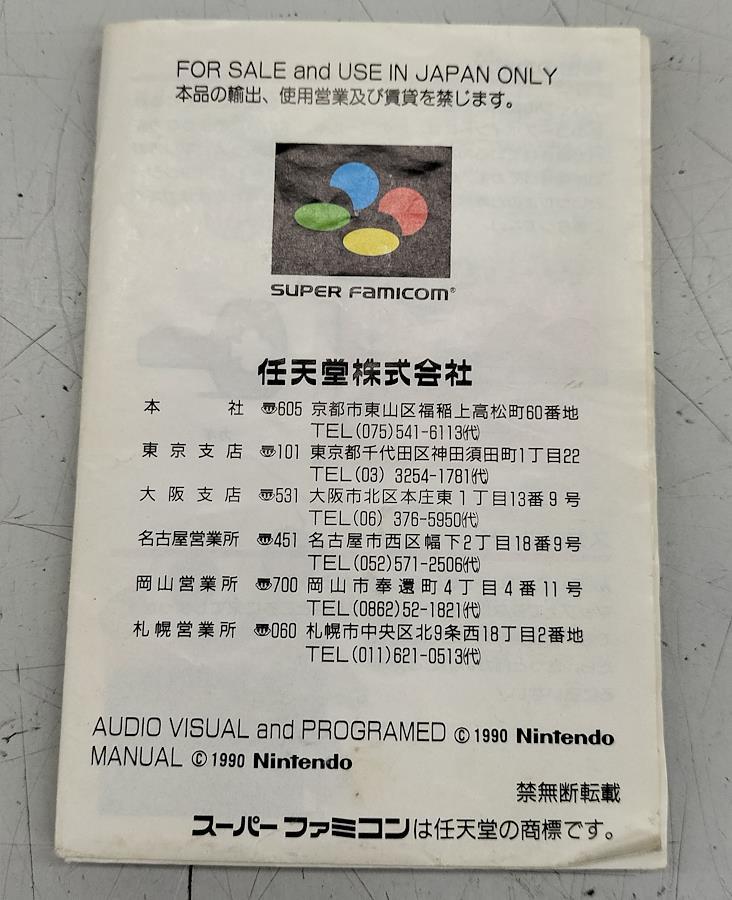 FOR SALE and USE IN JAPAN ONLY
本品の輸出、使用営業及び賃貸を禁じます。
SUPER FAMICOM®
任天堂株式会社
本社 〠605 京都市東山区福稲上高松町60番地
TEL(075)541-6113㈹
東京支店 〠101 東京都千代田区神田須田町1丁目22
TEL(03) 3254-1781㈹
大阪支店 〠531 大阪市北区本庄東1丁目13番9号
TEL(06) 376-5950㈹
名古屋営業所 〠451 名古屋市西区幅下2丁目18番9号
TEL(052)571-2506㈹
岡山営業所 〠700 岡山市奉還町4丁目4番11号
TEL(0862)52-1821㈹
札幌営業所 〠060 札幌市中央区北9条西18丁目2番地
TEL(011)621-0513㈹
AUDIO VISUAL and PROGRAMED © 1990 Nintendo
MANUAL © 1990 Nintendo
禁無断転載
スーパーファミコンは任天堂の商標です。